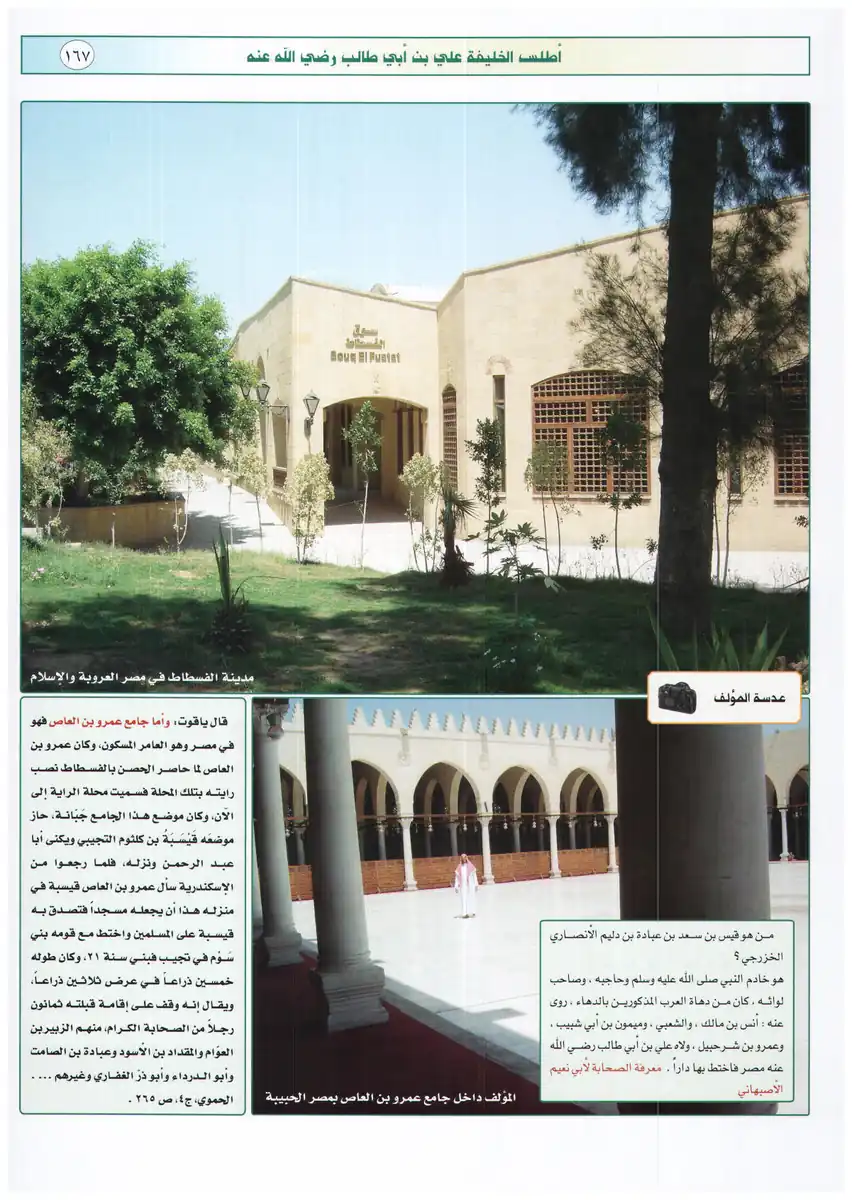 أطلس الخليفة علي بن أبي طالب رضي الله عنه
١٦٧
سوق
الفسطاط
Souq El Fustat
مدينة الفسطاط في مصر العروبة والإسلام
عدسة المؤلف
قال ياقوت: وأما جامع عمرو بن العاص فهو
في مصر وهو العامر المسكون، وكان عمرو بن
العاص لما حاصر الحصن بالفسطاط نصب
رايته بتلك المحلة فسميت محلة الراية إلى
الآن، وكان موضع هذا الجامع جَبَانة، حاز
موضعَه قَيْسَبَةُ بن كلثوم التجيبي ويكنى أبا
عبد الرحمن ونزله، فلما رجعوا من
الإسكندرية سأل عمرو بن العاص قيسبة في
منزله هذا أن يجعله مسجداً فتصدق به
قيسبة على المسلمين واختط مع قومه بني
سَوْم في تجيب فبني سنة ٢١، وكان طوله
خمسين ذراعاً في عرض ثلاثين ذراعاً،
ويقال إنه وقف على إقامة قبلته ثمانون
رجلاً من الصحابة الكرام، منهم الزبير بن
العوّام والمقداد بن الأسود وعبادة بن الصامت
وأبو الدرداء وأبو ذرّ الغفاري وغيرهم ... .
الحموي، ج٤، ص ٢٦٥ .
من هو قيس بن سعد بن عبادة بن دليم الأنصاري
الخزرجي ؟
هو خادم النبي صلى الله عليه وسلم وحاجبه ، وصاحب
لوائه ، كان من دهاة العرب المذكورين بالدهاء ، روى
عنه : أنس بن مالك ، والشعبي ، وميمون بن أبي شبيب ،
وعمرو بن شرحبيل ، ولاه علي بن أبي طالب رضي الله
عنه مصر فاختط بها داراً . معرفة الصحابة لأبي نعيم
الأصبهاني
المؤلف داخل جامع عمرو بن العاص بمصر الحبيبة